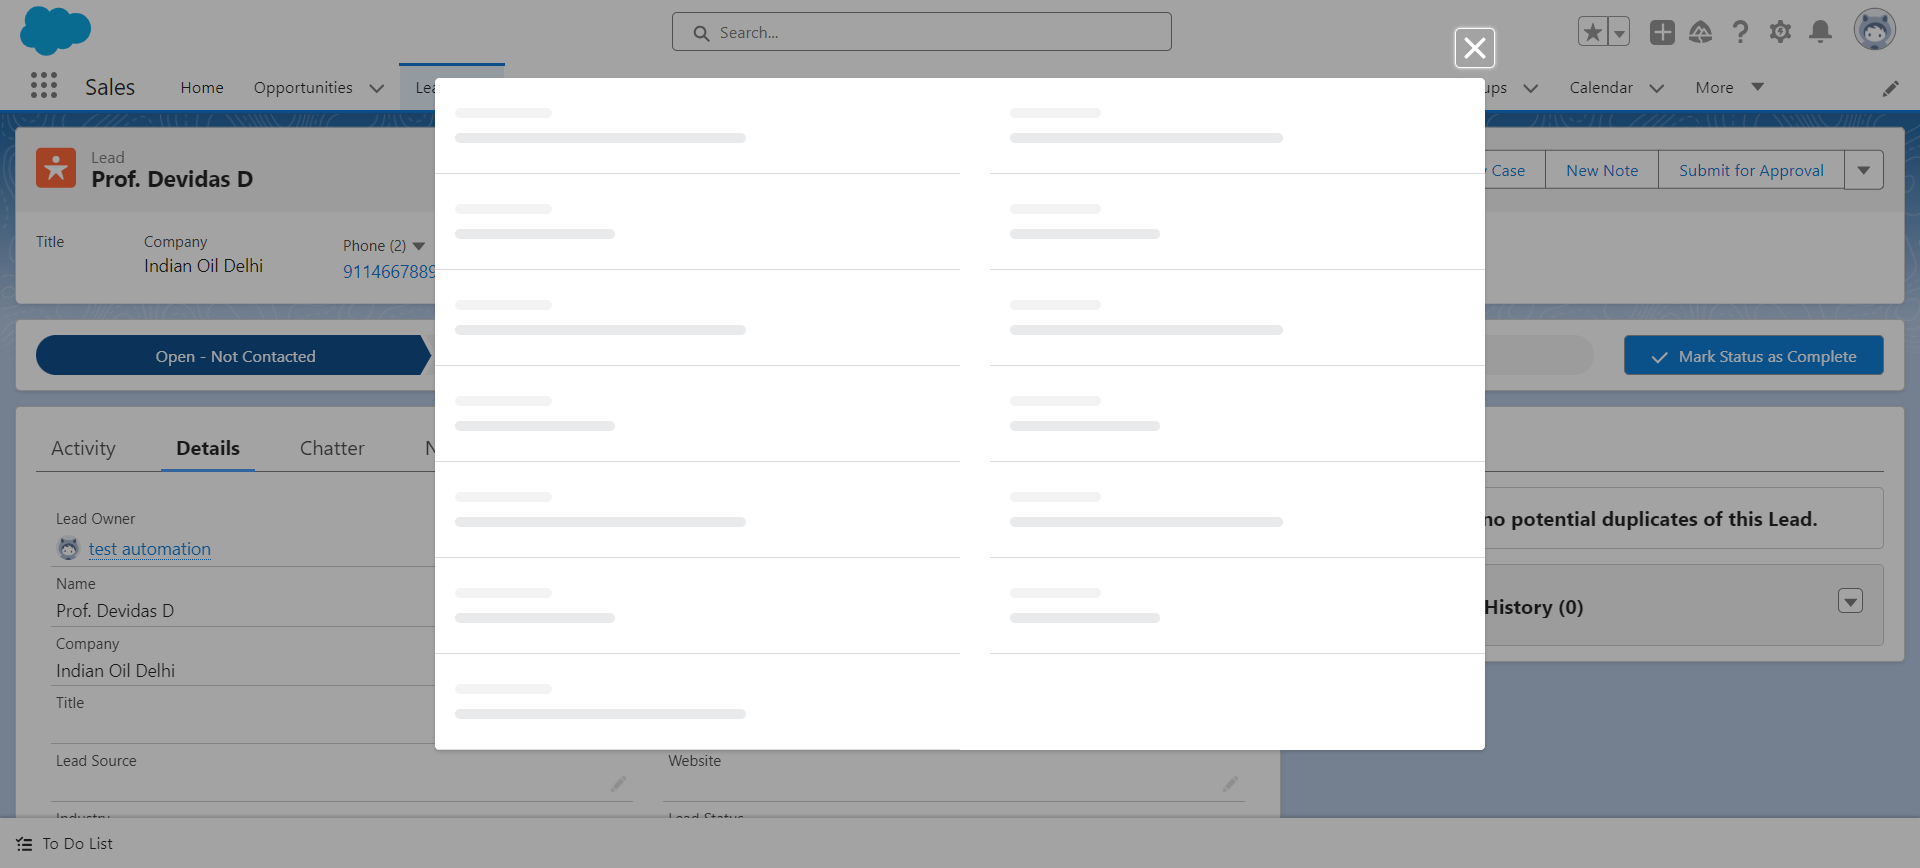 Search...
Sales
Home
Opportunities
Calendar
More
Lead
Prof. Devidas D
Case
New Note
Submit for Approval
Title
Company
Indian Oil Delhi
Phone (2)
911466788
Open - Not Contacted
Mark Status as Complete
Activity
Details
Chatter
Lead Owner
test automation
Name
Prof. Devidas D
Company
Indian Oil Delhi
Title
Lead Source
Website
Industry
Lead Status
no potential duplicates of this Lead.
History (0)
To Do List